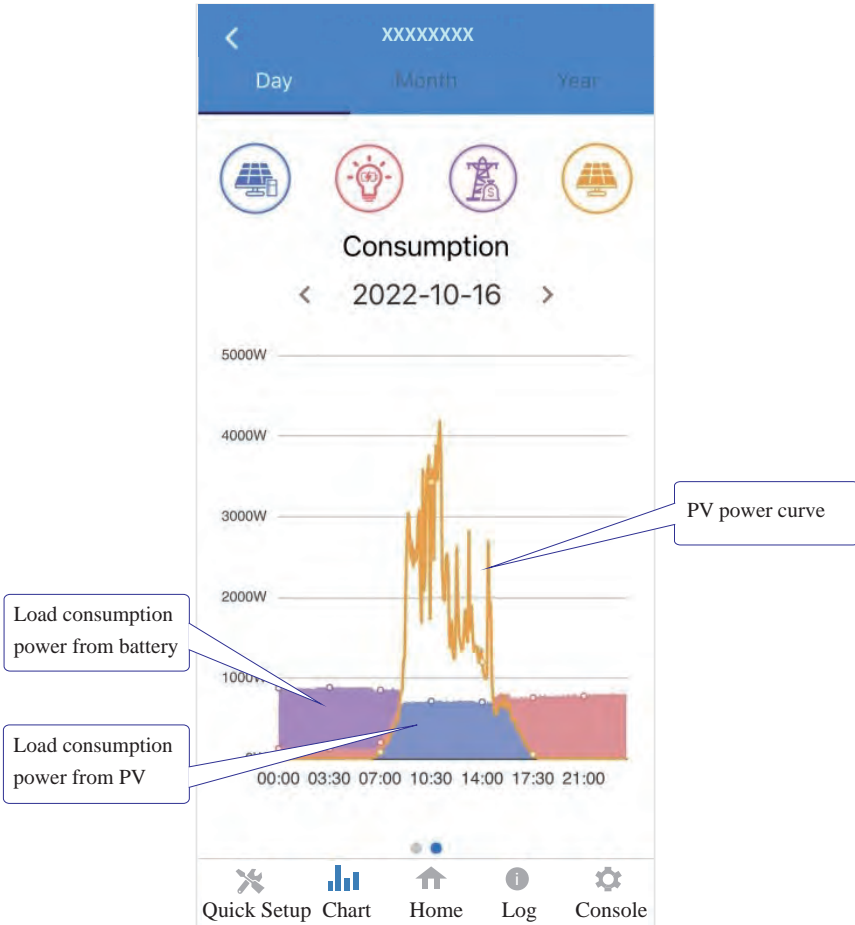 XXXXXXXX
Day Month Year
Consumption
2022-10-16
5000W
4000W
3000W
PV power curve
2000W
Load consumption
power from battery
1000W
Load consumption
power from PV
0W
00:00 03:30 07:00 10:30 14:00 17:30 21:00
Quick Setup Chart Home Log Console